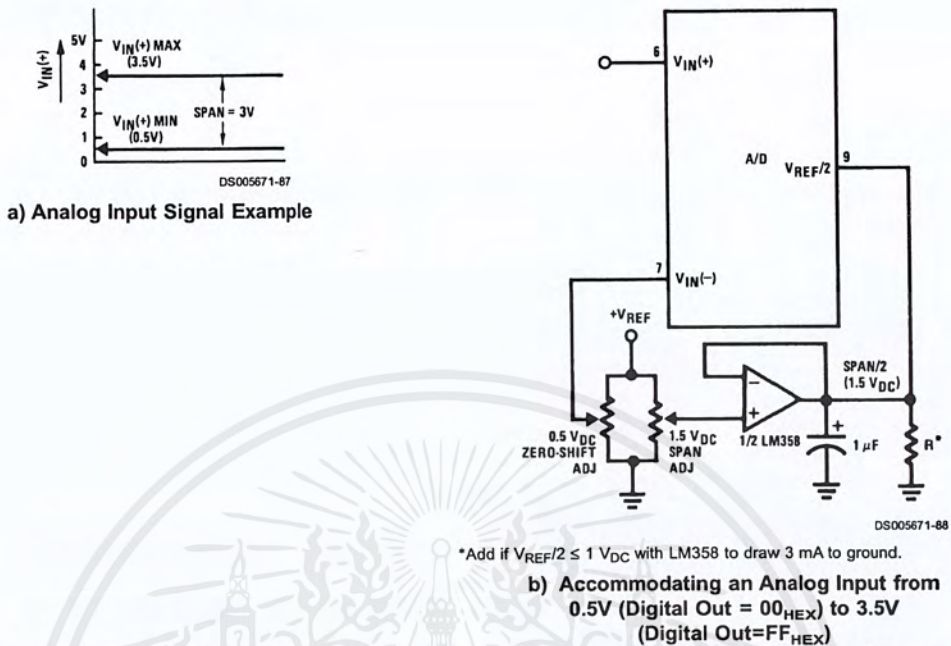 5V
4
3
2
1
0
V_IN(+)
V_IN(+) MAX
(3.5V)
SPAN = 3V
V_IN(+) MIN
(0.5V)
DS005671-87
a) Analog Input Signal Example
6
V_IN(+)
A/D
V_REF/2
9
7
V_IN(−)
+V_REF
0.5 V_DC
ZERO-SHIFT
ADJ
1.5 V_DC
SPAN
ADJ
−
+
1/2 LM358
SPAN/2
(1.5 V_DC)
+
1 µF
R*
DS005671-88
*Add if V_REF/2 ≤ 1 V_DC with LM358 to draw 3 mA to ground.
b) Accommodating an Analog Input from
0.5V (Digital Out = 00_HEX) to 3.5V
(Digital Out=FF_HEX)